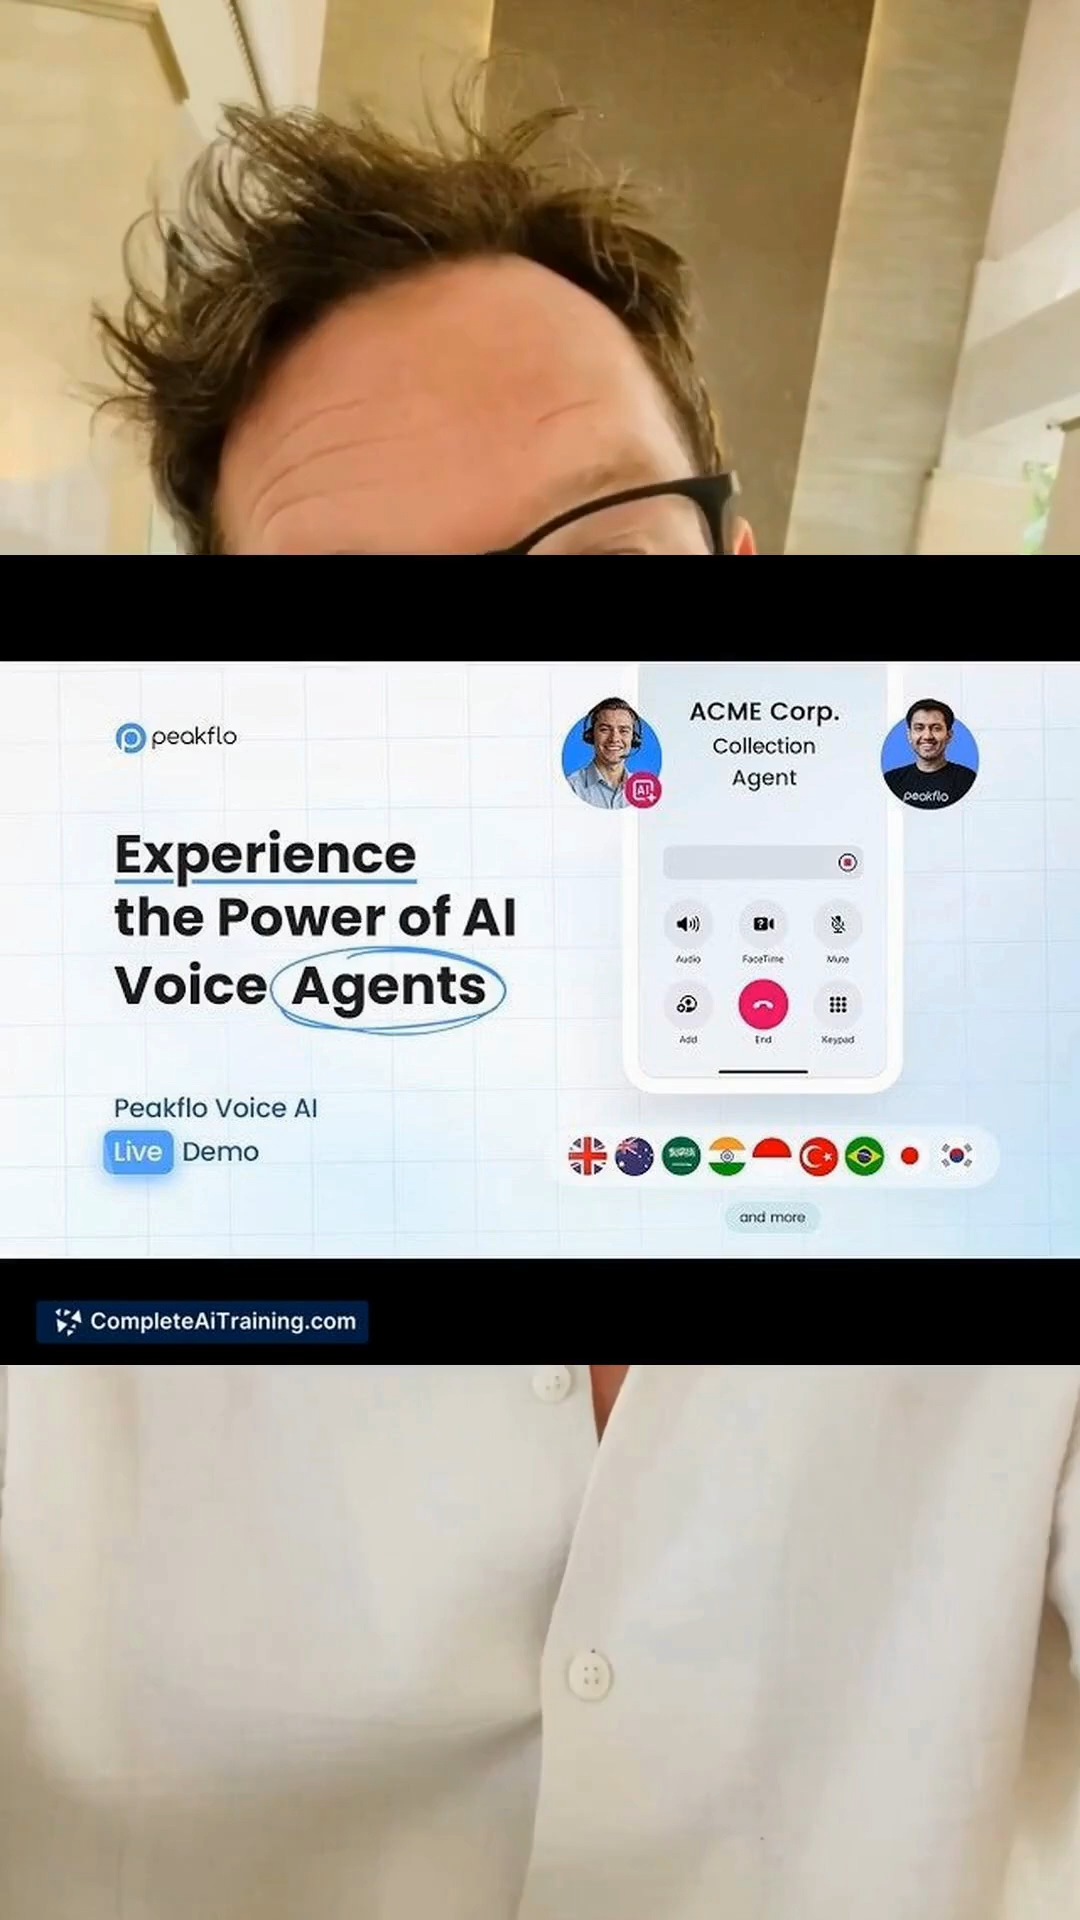 peakflo
Experience
the Power of AI
Voice Agents
Peakflo Voice AI
Live Demo
ACME Corp.
Collection
Agent
AI
peakflo
Audio
FaceTime
Mute
Add
End
Keypad
and more
CompleteAiTraining.com